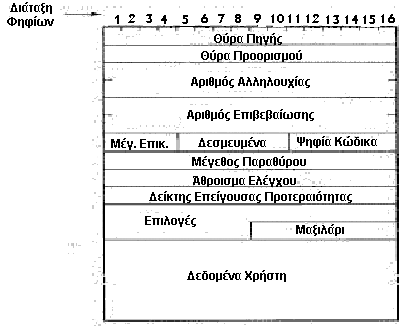 Διάταξη
Φηφίων
1 2 3 4 5 6 7 8 9 10 11 12 13 14 15 16
Θύρα Πηγής
Θύρα Προορισμού
Αριθμός Αλληλουχίας
Αριθμός Επιβεβαίωσης
Μέγ. Επικ. Δεσμευμένα Ψηφία Κώδικα
Μέγεθος Παραθύρου
Άθροισμα Ελέγχου
Δείκτης Επείγουσας Προτεραιότητας
Επιλογές
Μαξιλάρι
Δεδομένα Χρήστη